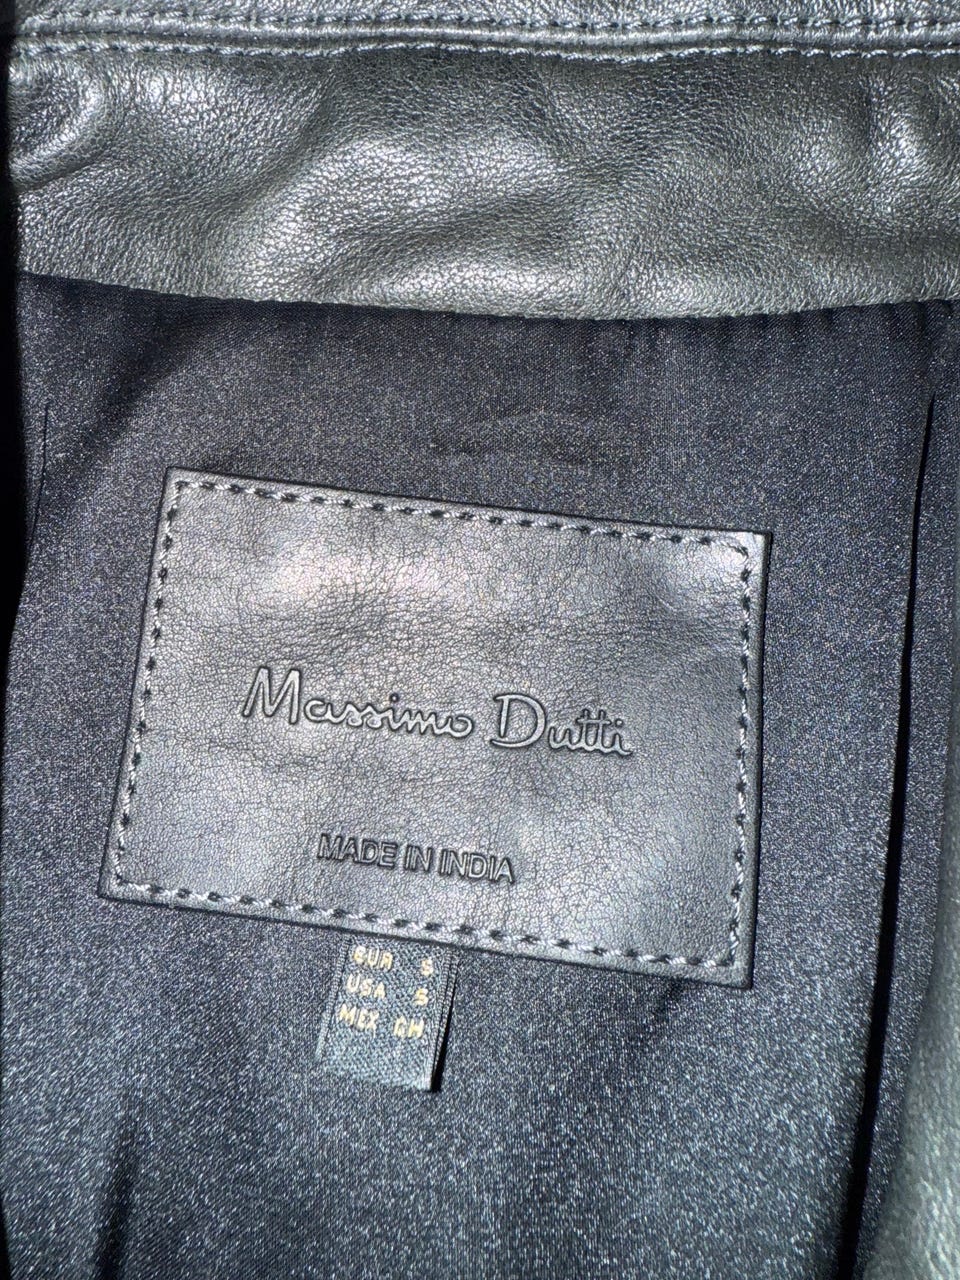 Massimo Dutti
MADE IN INDIA
EUR S
USA S
MEX CH